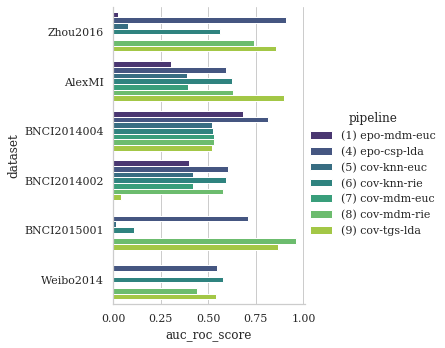 Zhou2016
AlexMI
BNCI2014004
BNCI2014002
BNCI2015001
Weibo2014
dataset
0.00 0.25 0.50 0.75 1.00
auc_roc_score
pipeline
(1) epo-mdm-euc
(4) epo-csp-lda
(5) cov-knn-euc
(6) cov-knn-rie
(7) cov-mdm-euc
(8) cov-mdm-rie
(9) cov-tgs-lda